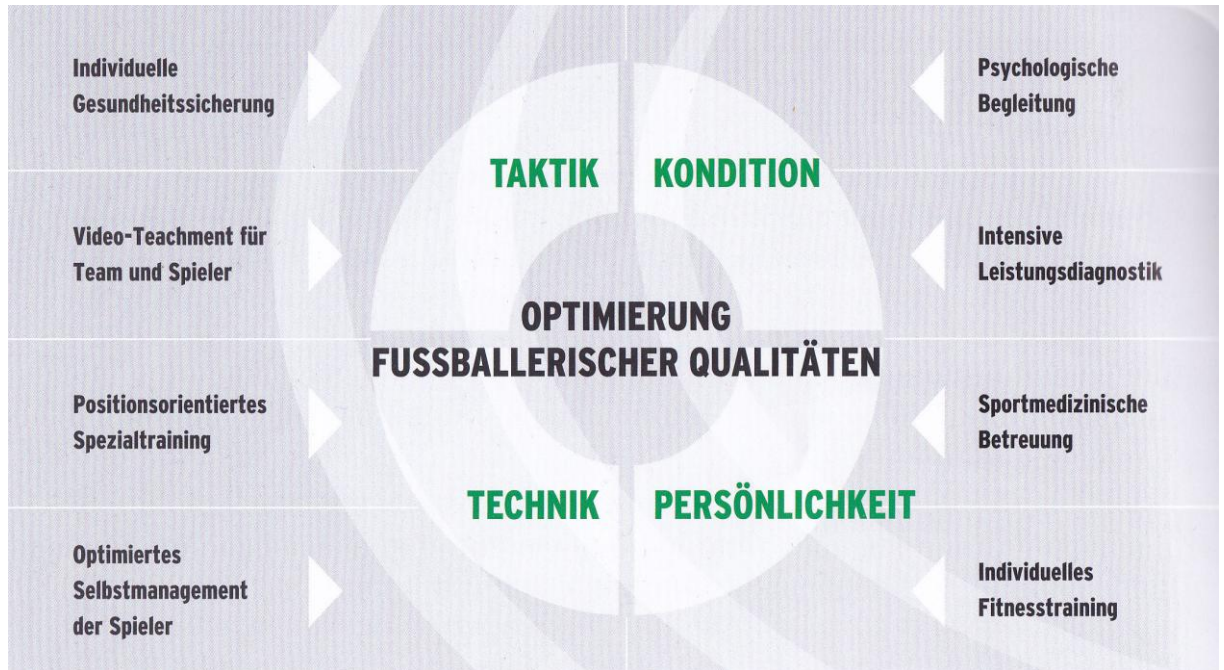 Individuelle
Gesundheitssicherung
Video-Teachment für
Team und Spieler
Positionsorientiertes
Spezialtraining
Optimiertes
Selbstmanagement
der Spieler
TAKTIK
KONDITION
OPTIMIERUNG
FUSSBALLERISCHER QUALITÄTEN
TECHNIK
PERSÖNLICHKEIT
Psychologische
Begleitung
Intensive
Leistungsdiagnostik
Sportmedizinische
Betreuung
Individuelles
Fitnesstraining